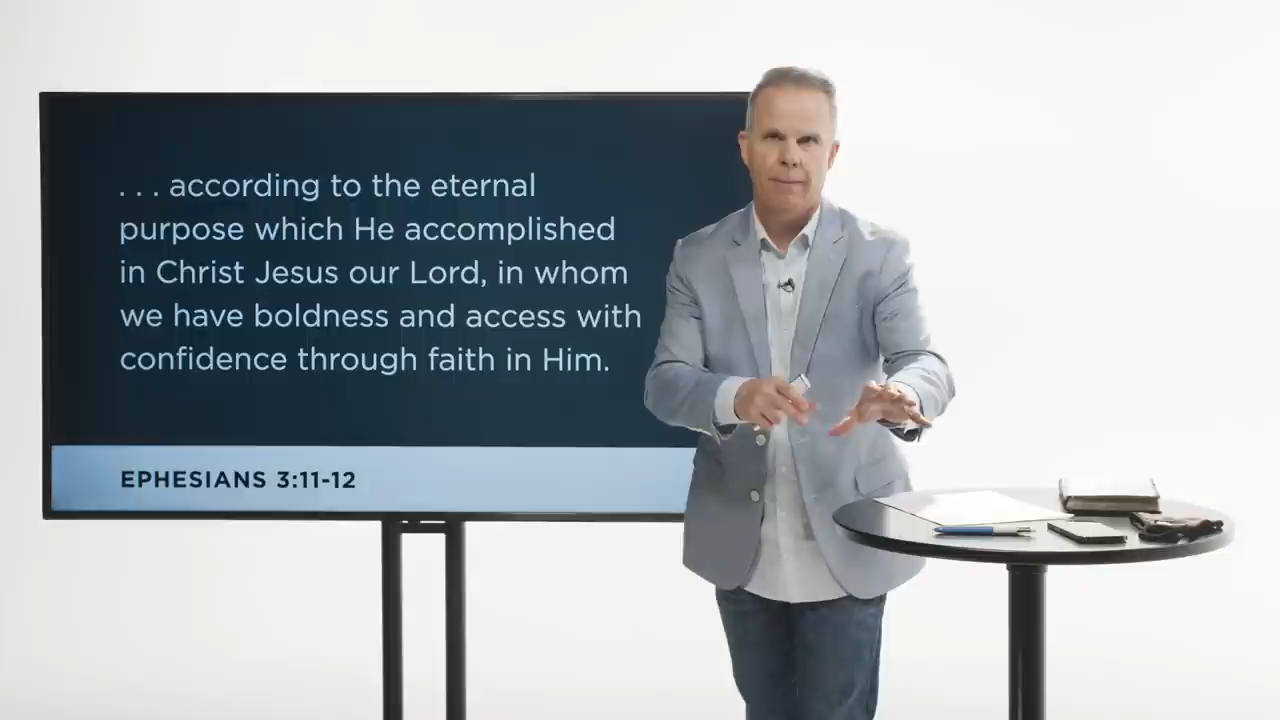 . . . according to the eternal
purpose which He accomplished
in Christ Jesus our Lord, in whom
we have boldness and access with
confidence through faith in Him.
EPHESIANS 3:11-12